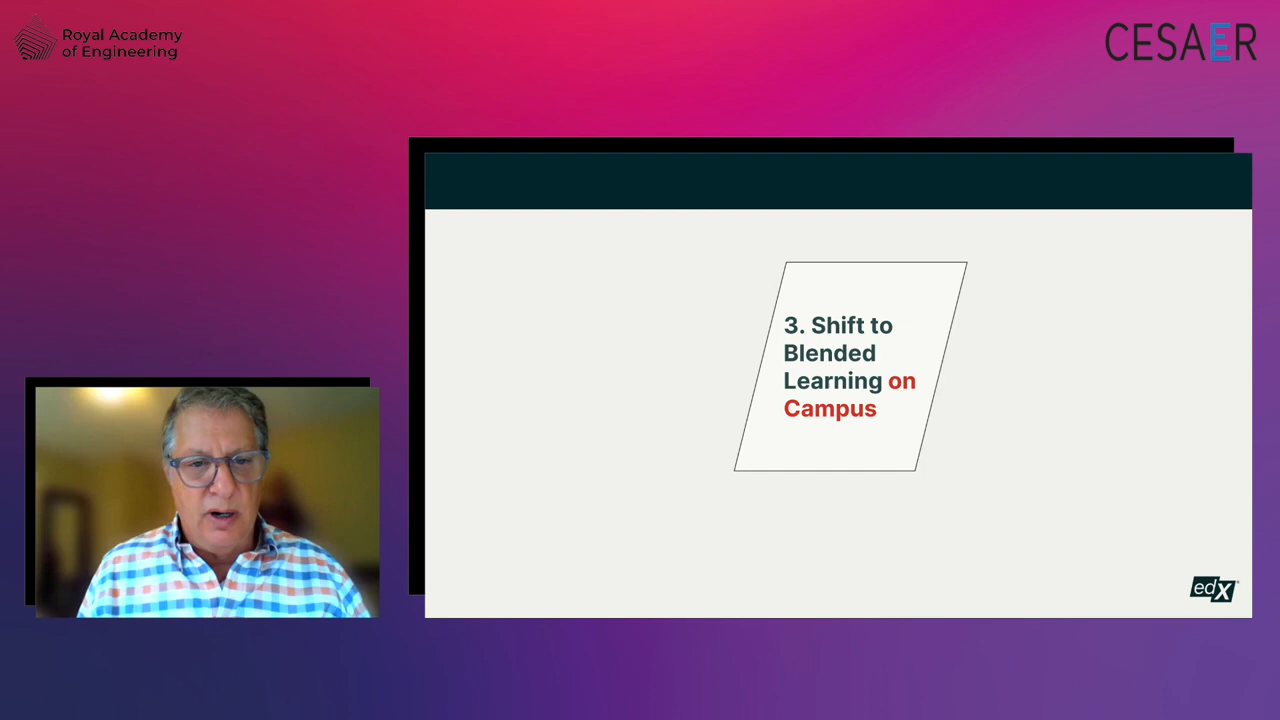 Royal Academy
of Engineering
CESAER
3. Shift to
Blended
Learning on
Campus
edX